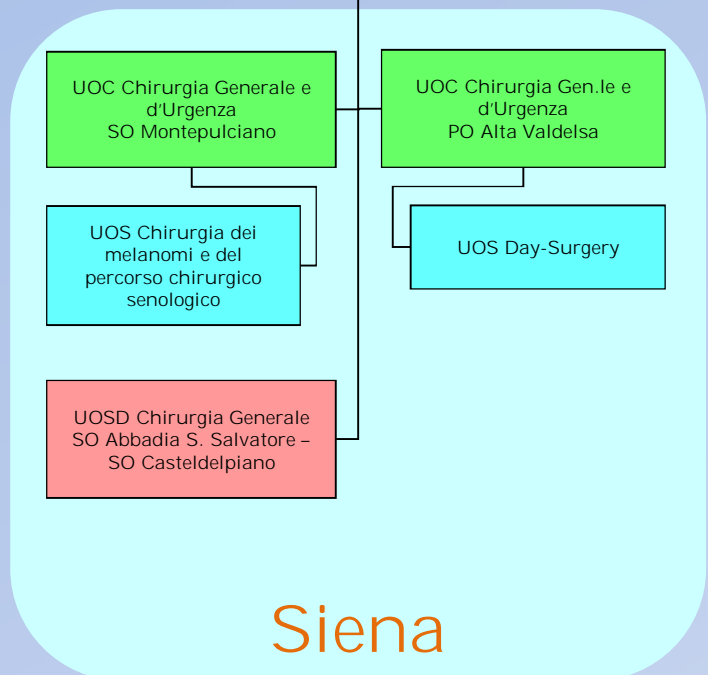 UOC Chirurgia Generale e
d'Urgenza
SO Montepulciano
UOC Chirurgia Gen.le e
d'Urgenza
PO Alta Valdelsa
UOS Chirurgia dei
melanomi e del
percorso chirurgico
senologico
UOS Day-Surgery
UOSD Chirurgia Generale
SO Abbadia S. Salvatore –
SO Casteldelpiano
Siena